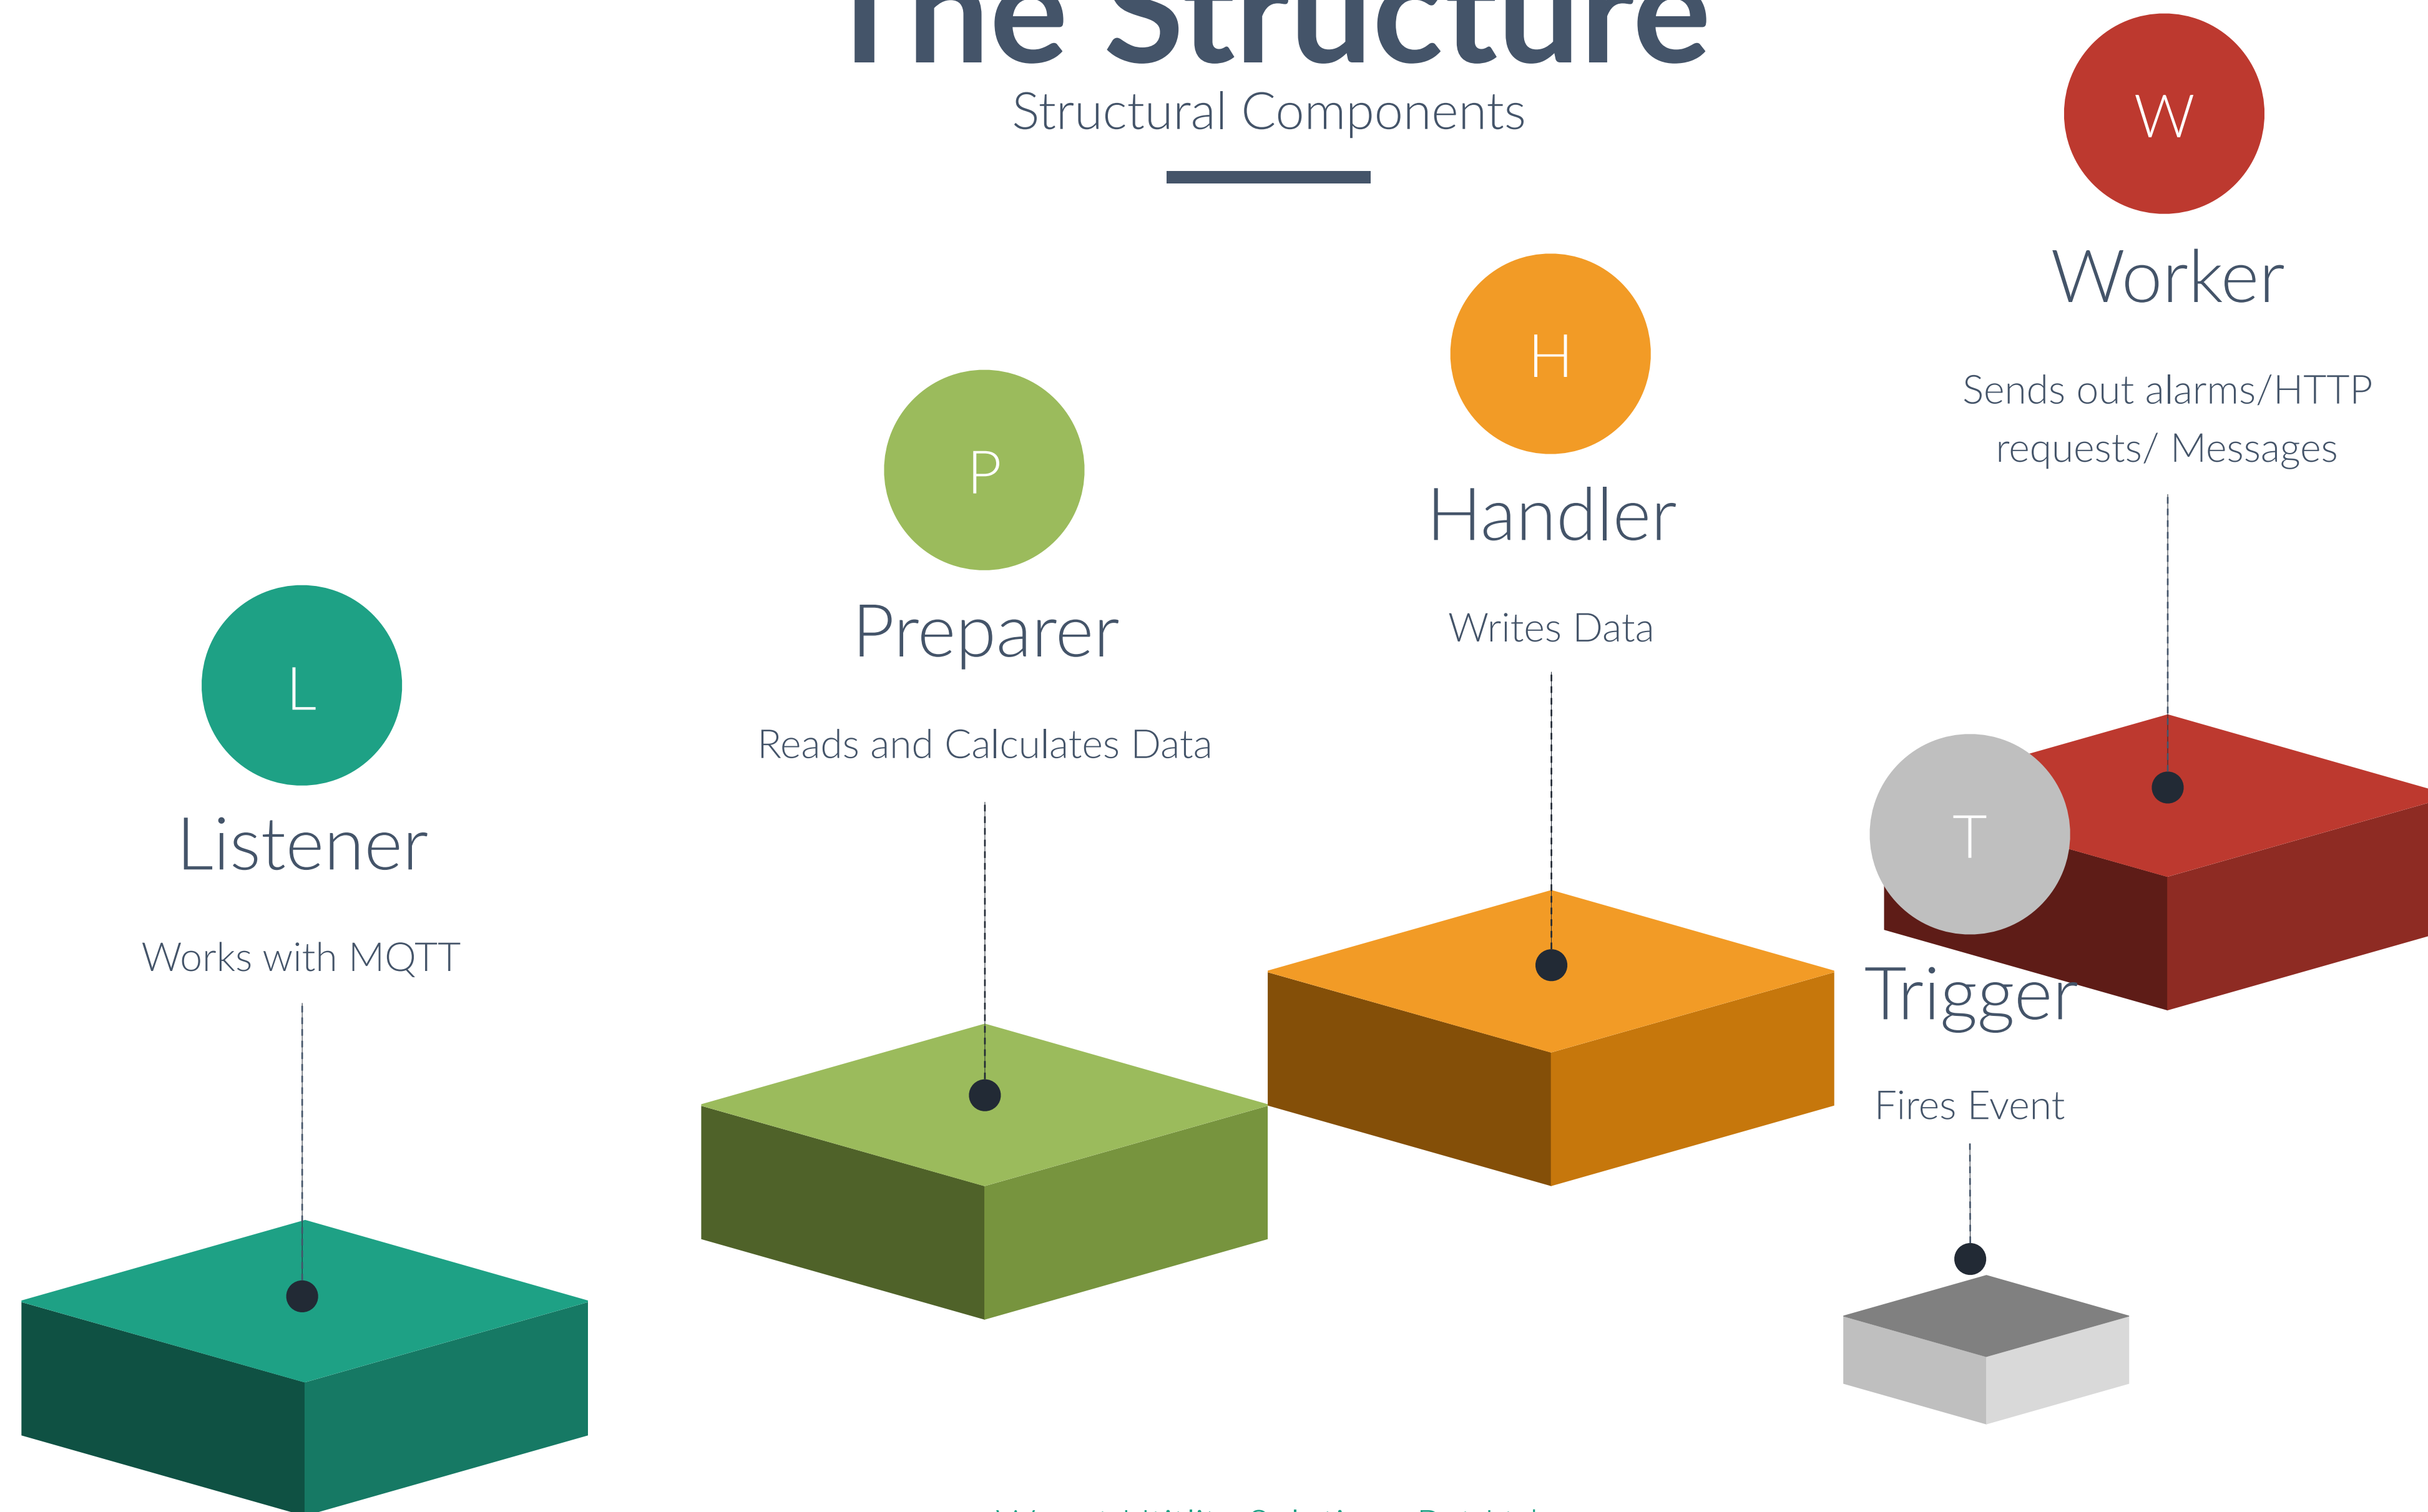 The Structure
Structural Components
W
Worker
Sends out alarms/HTTP
requests/ Messages
H
Handler
Writes Data
P
Preparer
Reads and Calculates Data
L
Listener
Works with MQTT
T
Trigger
Fires Event